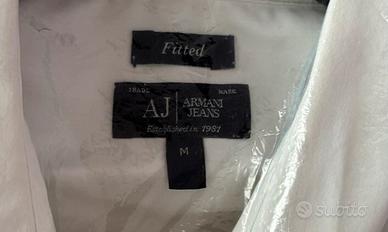 Fitted
TRADE MARK
AJ ARMANI
JEANS
Established in 1981
M
subito